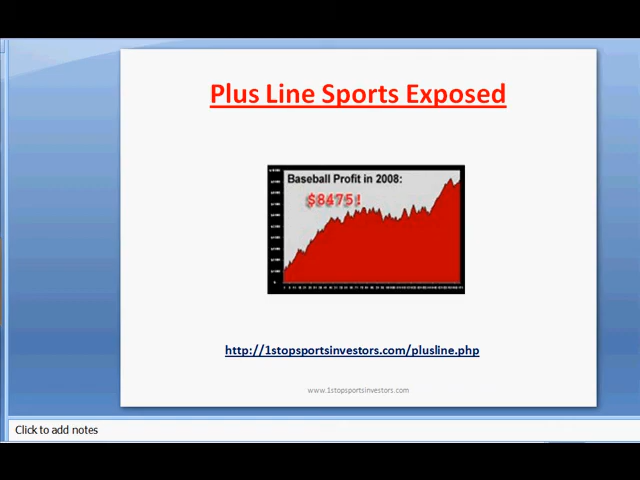 Plus Line Sports Exposed
Baseball Profit in 2008:
$8475!
http://1stopsportsinvestors.com/plusline.php
www.1stopsportsinvestors.com
Click to add notes